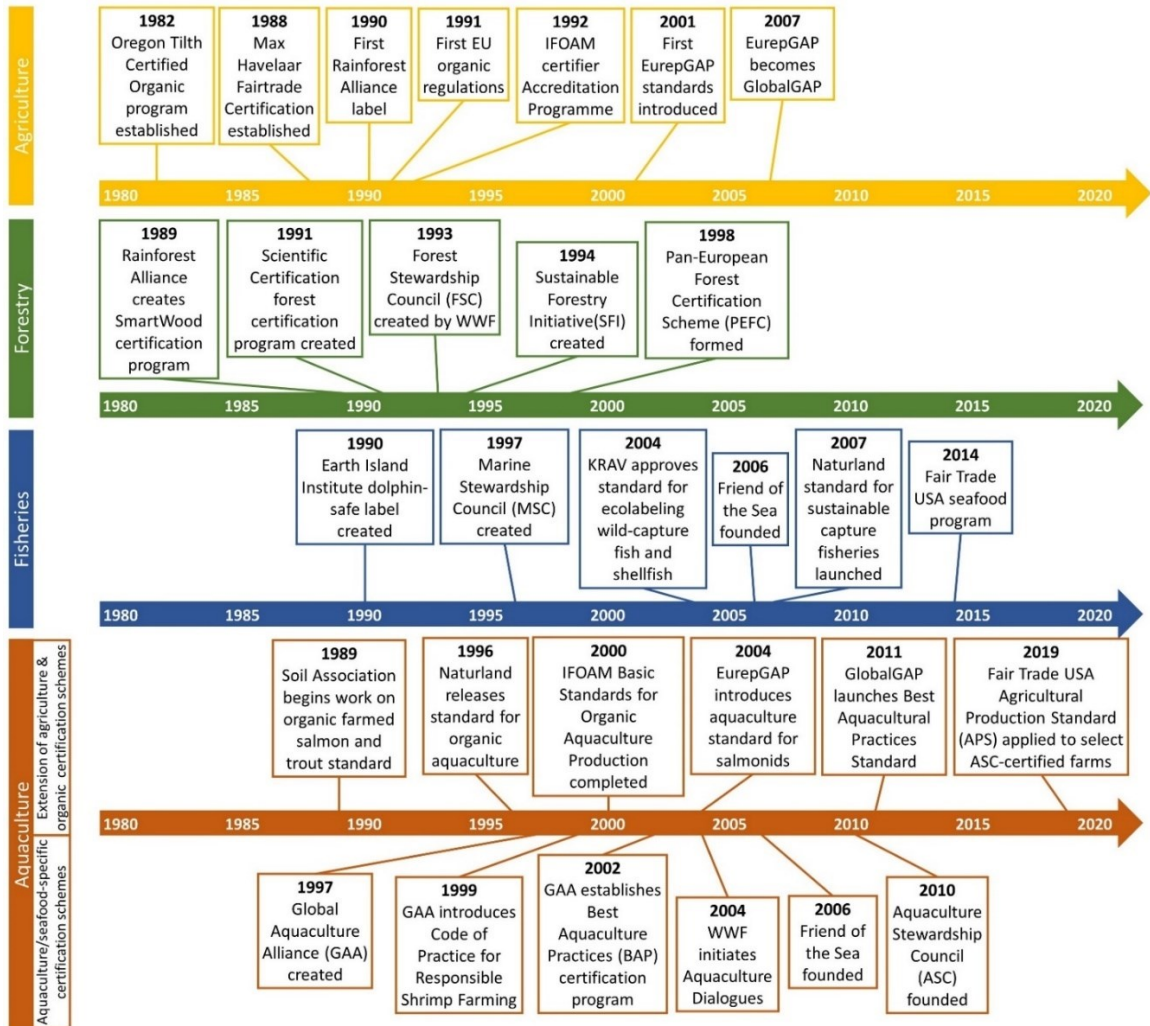 Agriculture
1982
Oregon Tilth
Certified
Organic
program
established
1988
Max
Havelaar
Fairtrade
Certification
established
1990
First
Rainforest
Alliance
label
1991
First EU
organic
regulations
1992
IFOAM
certifier
Accreditation
Programme
2001
First
EurepGAP
standards
introduced
2007
EurepGAP
becomes
GlobalGAP
1980 1985 1990 1995 2000 2005 2010 2015 2020
Forestry
1989
Rainforest
Alliance
creates
SmartWood
certification
program
1991
Scientific
Certification
forest
certification
program created
1993
Forest
Stewardship
Council (FSC)
created by WWF
1994
Sustainable
Forestry
Initiative(SFI)
created
1998
Pan-European
Forest
Certification
Scheme (PEFC)
formed
1980 1985 1990 1995 2000 2005 2010 2015 2020
Fisheries
1990
Earth Island
Institute dolphin-
safe label
created
1997
Marine
Stewardship
Council (MSC)
created
2004
KRAV approves
standard for
ecolabeling
wild-capture
fish and
shellfish
2006
Friend of
the Sea
founded
2007
Naturland
standard for
sustainable
capture
fisheries
launched
2014
Fair Trade
USA seafood
program
1980 1985 1990 1995 2000 2005 2010 2015 2020
Aquaculture
Extension of agriculture &
organic certification schemes
1989
Soil Association
begins work on
organic farmed
salmon and
trout standard
1996
Naturland
releases
standard for
organic
aquaculture
2000
IFOAM Basic
Standards for
Organic
Aquaculture
Production
completed
2004
EurepGAP
introduces
aquaculture
standard for
salmonids
2011
GlobalGAP
launches Best
Aquacultural
Practices
Standard
2019
Fair Trade USA
Agricultural
Production Standard
(APS) applied to select
ASC-certified farms
1980 1985 1990 1995 2000 2005 2010 2015 2020
Aquaculture/seafood-specific
certification schemes
1997
Global
Aquaculture
Alliance (GAA)
created
1999
GAA introduces
Code of
Practice for
Responsible
Shrimp Farming
2002
GAA establishes
Best
Aquaculture
Practices (BAP)
certification
program
2004
WWF
initiates
Aquaculture
Dialogues
2006
Friend of
the Sea
founded
2010
Aquaculture
Stewardship
Council
(ASC)
founded